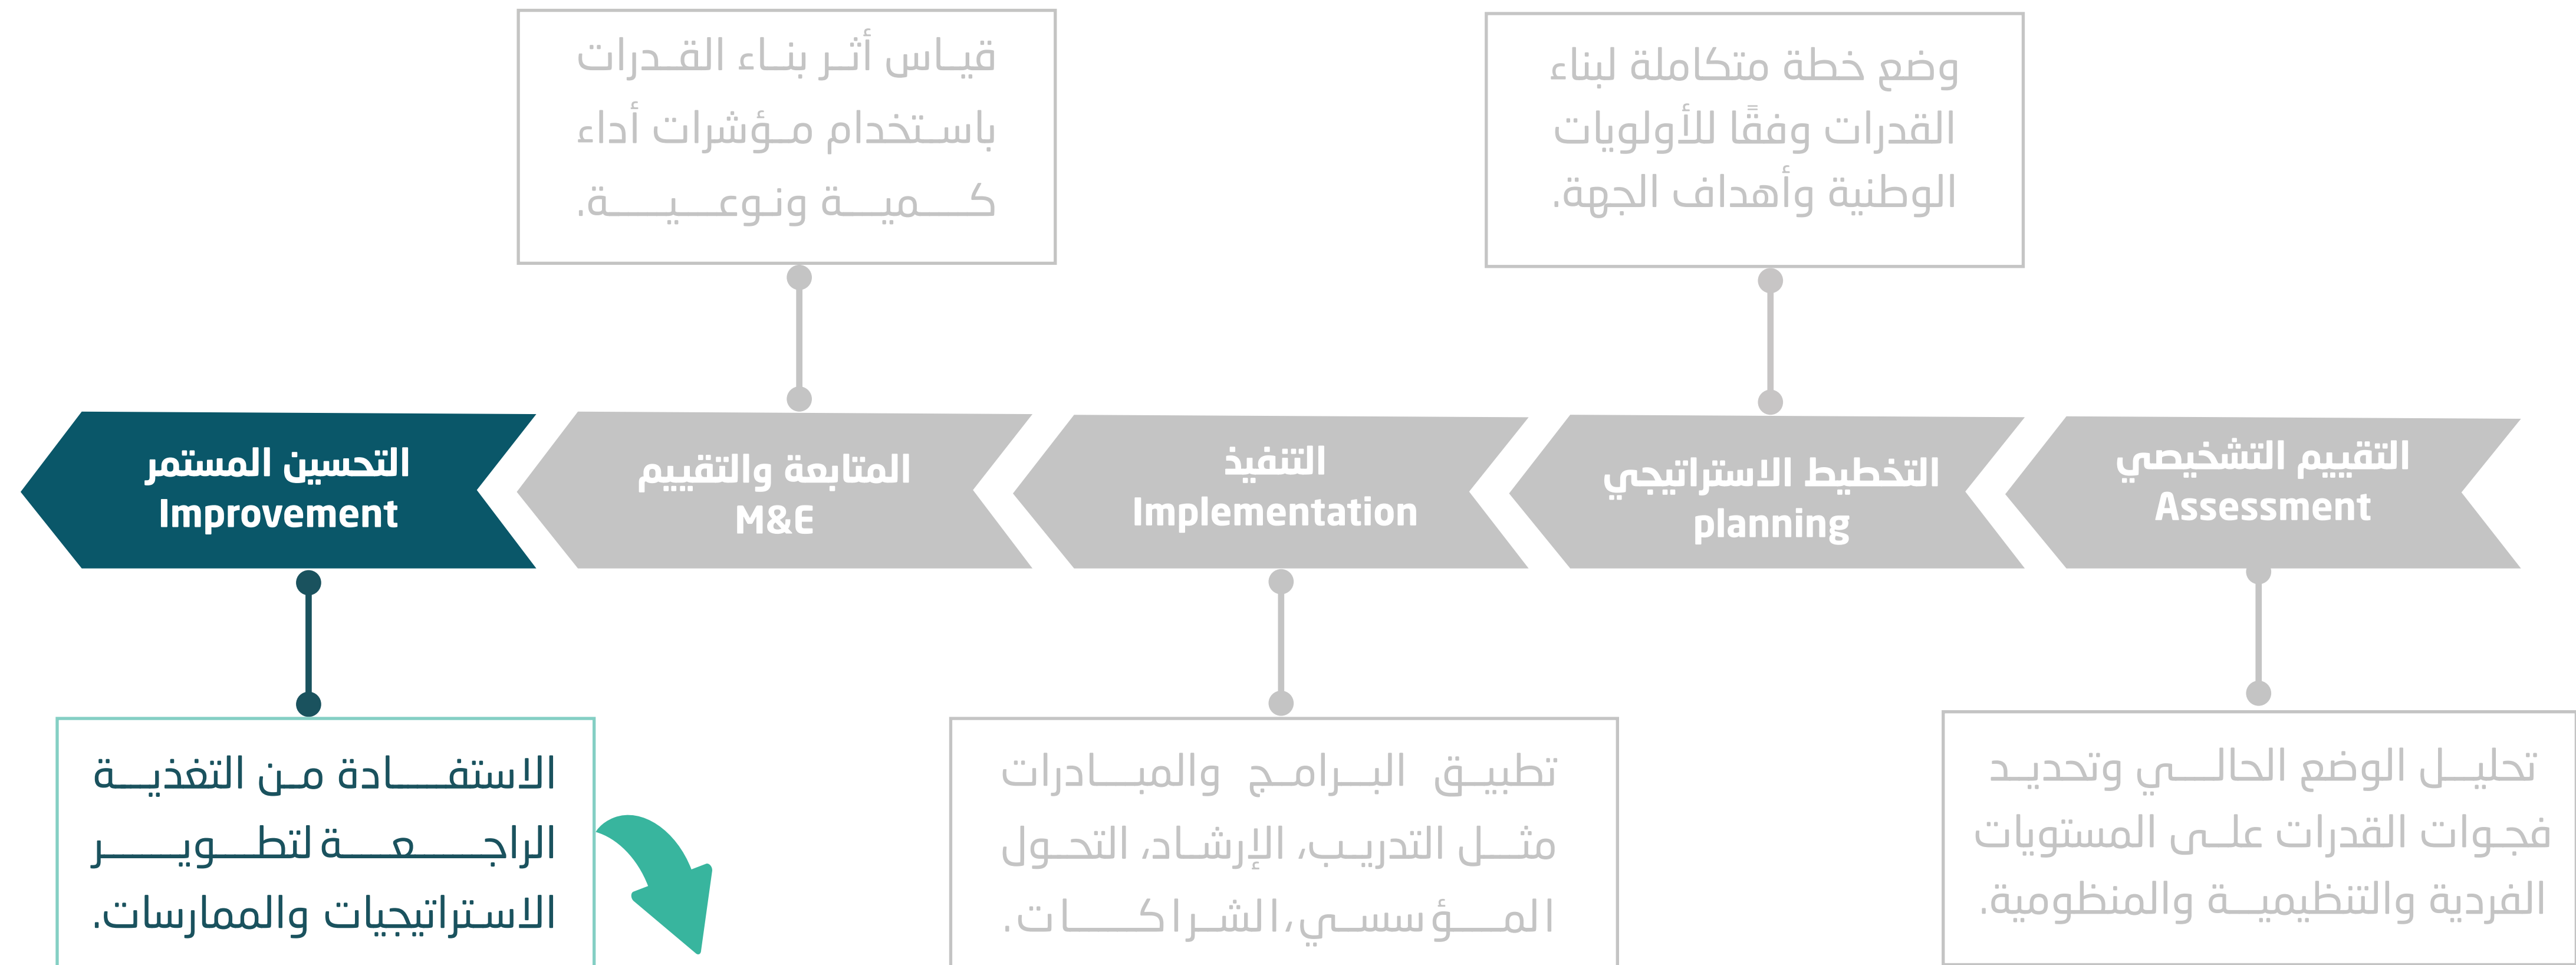 التقييم التشخيصي
Assessment
تحليل الوضع الحالي وتحديد
فجوات القدرات على المستويات
الفردية والتنظيمية والمنظومية.
التخطيط الاستراتيجي
planning
وضع خطة متكاملة لبناء
القدرات وفقًا للأولويات
الوطنية وأهداف الجهة.
التنفيذ
Implementation
تطبيق البرامج والمبادرات
مثل التدريب، الإرشاد، التحول
المؤسسي، الشراكات.
المتابعة والتقييم
M&E
قياس أثر بناء القدرات
باستخدام مؤشرات أداء
كمية ونوعية.
التحسين المستمر
Improvement
الاستفادة من التغذية
الراجعة لتطوير
الاستراتيجيات والممارسات.